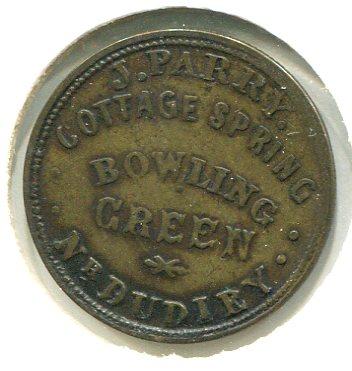 J. PARRY.
COTTAGE SPRING
BOWLING
GREEN
NR DUDLEY